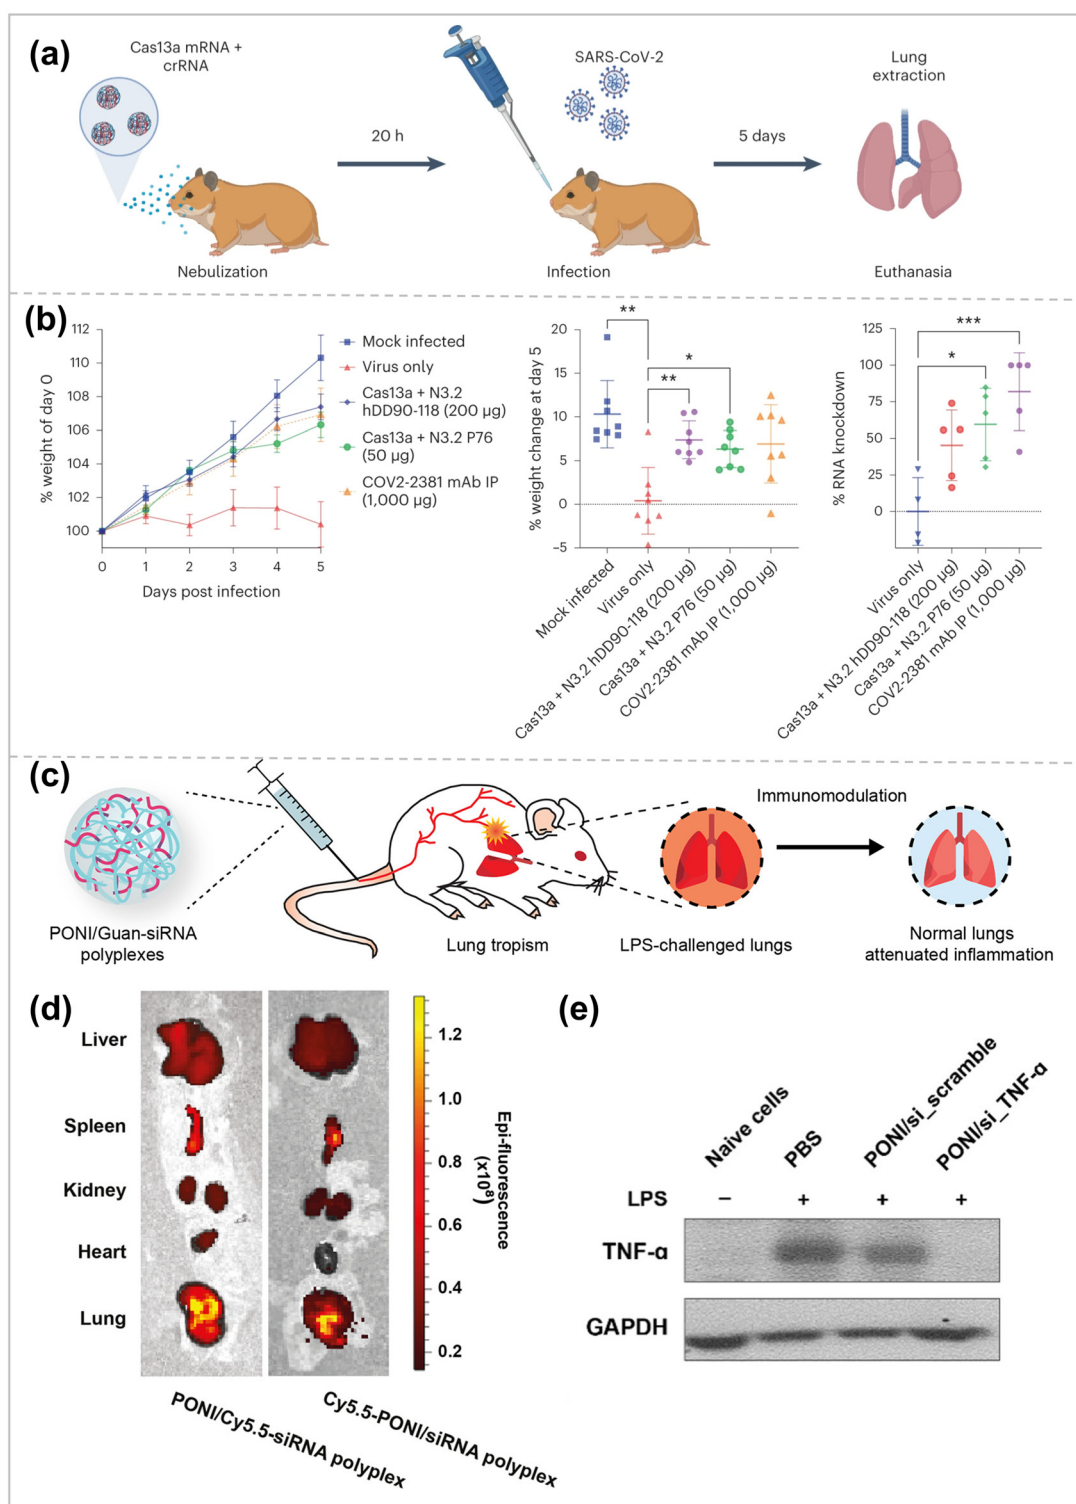 (a)
Cas13a mRNA +
crRNA
20 h
SARS-CoV-2
5 days
Lung
extraction
Nebulization
Infection
Euthanasia
(b)
112
110
108
106
104
102
100
% weight of day 0
0
1
2
3
4
5
Days post infection
Mock infected
Virus only
Cas13a + N3.2
hDD90-118 (200 µg)
Cas13a + N3.2 P76
(50 µg)
COV2-2381 mAb IP
(1,000 µg)
20
15
10
5
0
−5
% weight change at day 5
**
*
**
Mock infected
Virus only
Cas13a + N3.2 hDD90-118 (200 µg)
Cas13a + N3.2 P76 (50 µg)
COV2-2381 mAb IP (1,000 µg)
125
100
75
50
25
0
% RNA knockdown
***
*
Virus only
Cas13a + N3.2 hDD90-118 (200 µg)
Cas13a + N3.2 P76 (50 µg)
COV2-2381 mAb IP (1,000 µg)
(c)
PONI/Guan-siRNA
polyplexes
Lung tropism
LPS-challenged lungs
Immunomodulation
Normal lungs
attenuated inflammation
(d)
Liver
Spleen
Kidney
Heart
Lung
1.2
1.0
0.8
0.6
0.4
0.2
Epi-fluorescence
(x10⁸)
PONI/Cy5.5-siRNA polyplex
Cy5.5-PONI/siRNA polyplex
(e)
Naive cells
PBS
PONI/si_scramble
PONI/si_TNF-α
LPS
−
+
+
+
TNF-α
GAPDH